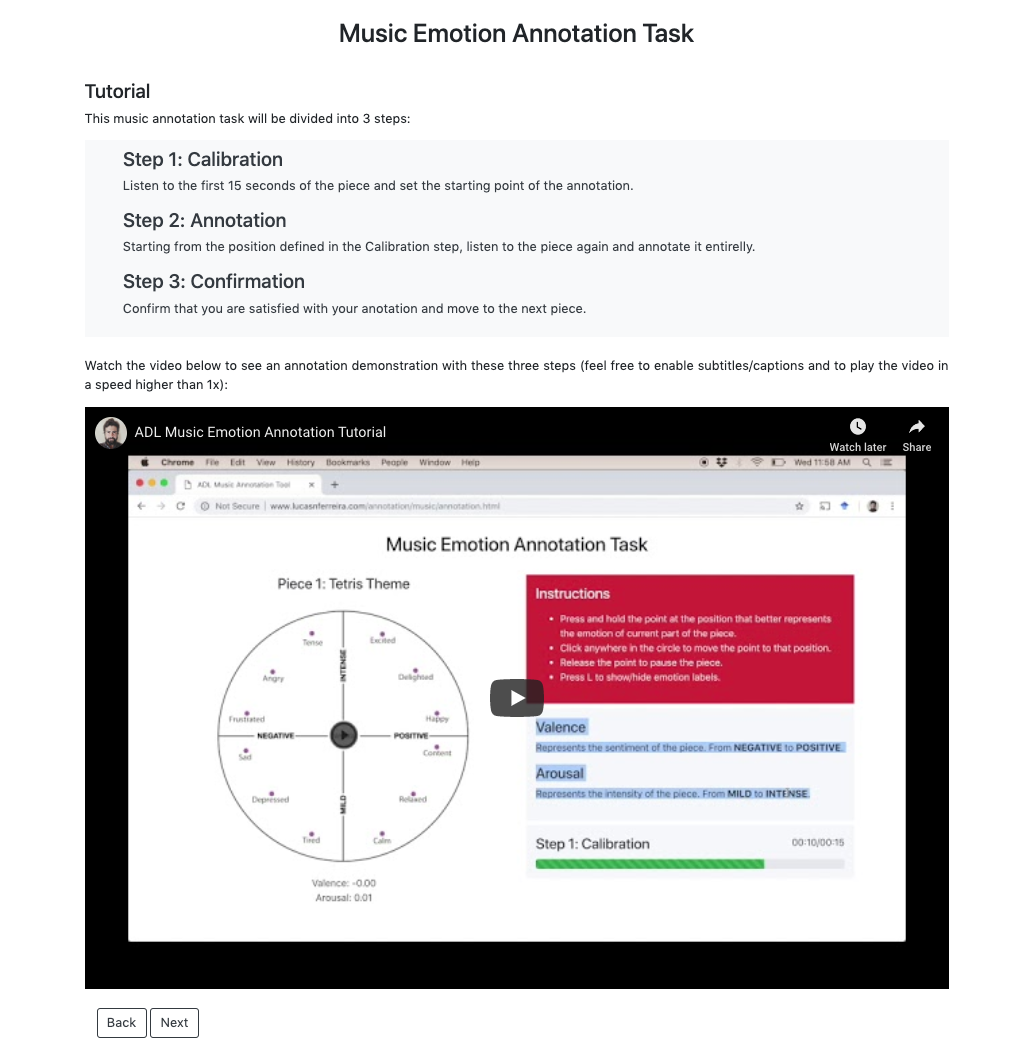 Music Emotion Annotation Task
Tutorial
This music annotation task will be divided into 3 steps:
Step 1: Calibration
Listen to the first 15 seconds of the piece and set the starting point of the annotation.
Step 2: Annotation
Starting from the position defined in the Calibration step, listen to the piece again and annotate it entirelly.
Step 3: Confirmation
Confirm that you are satisfied with your anotation and move to the next piece.
Watch the video below to see an annotation demonstration with these three steps (feel free to enable subtitles/captions and to play the video in
a speed higher than 1x):
ADL Music Emotion Annotation Tutorial
Watch later
Share
Chrome File Edit View History Bookmarks People Window Help
Wed 11:58 AM
ADL Music Annotation Tool
Not Secure | www.lucasnferreira.com/annotation/music/annotation.html
Music Emotion Annotation Task
Piece 1: Tetris Theme
Tense
Excited
INTENSE
Angry
Delighted
Frustrated
Happy
NEGATIVE
POSITIVE
Sad
Content
Depressed
Relaxed
MILD
Tired
Calm
Valence: -0.00
Arousal: 0.01
Instructions
• Press and hold the point at the position that better represents
the emotion of current part of the piece.
• Click anywhere in the circle to move the point to that position.
• Release the point to pause the piece.
• Press L to show/hide emotion labels.
Valence
Represents the sentiment of the piece. From NEGATIVE to POSITIVE.
Arousal
Represents the intensity of the piece. From MILD to INTENSE.
Step 1: Calibration
00:10/00:15
Back
Next